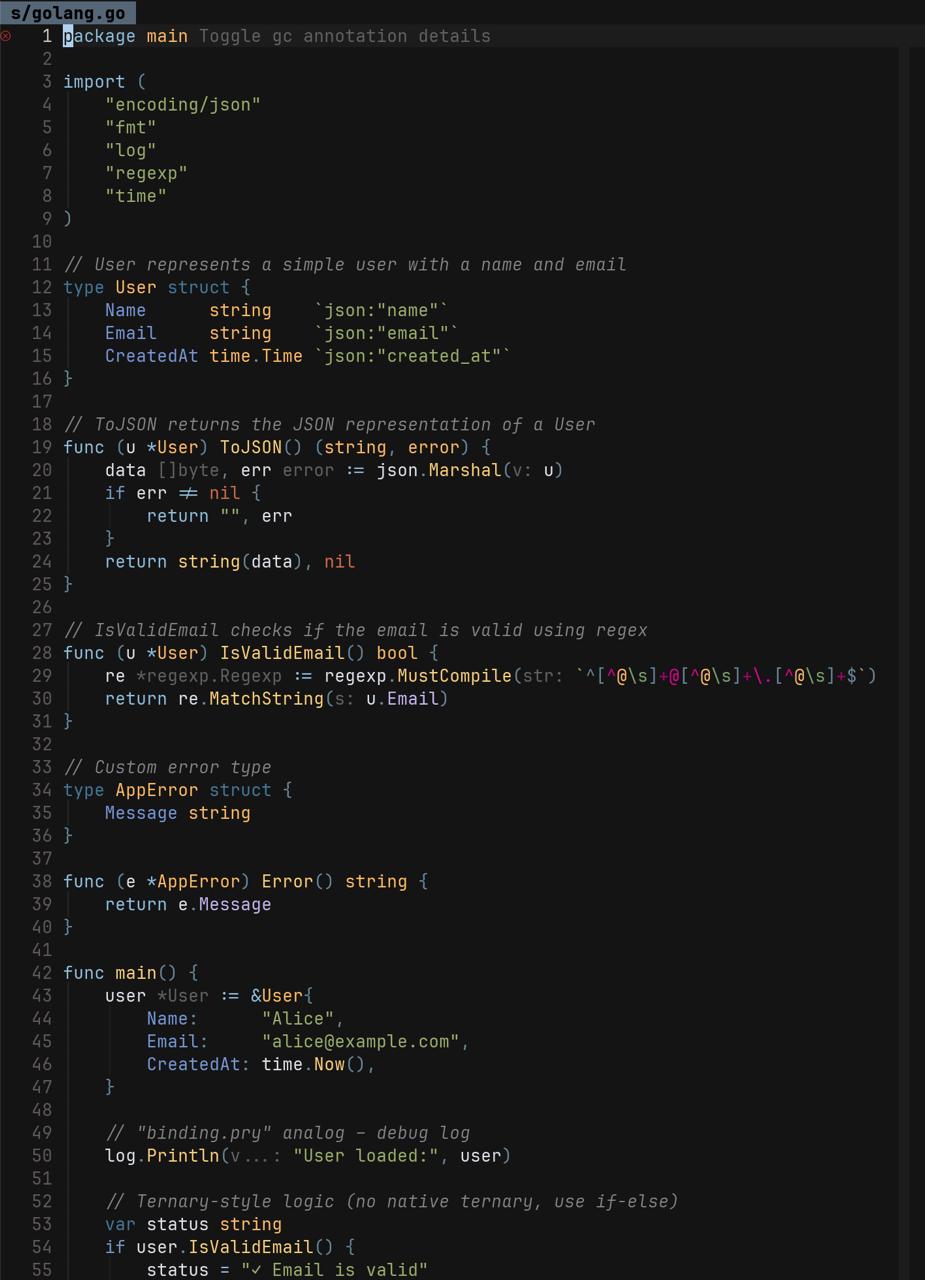 s/golang.go
1 package main Toggle gc annotation details
2
3 import (
4     "encoding/json"
5     "fmt"
6     "log"
7     "regexp"
8     "time"
9 )
10
11 // User represents a simple user with a name and email
12 type User struct {
13     Name      string    `json:"name"`
14     Email     string    `json:"email"`
15     CreatedAt time.Time `json:"created_at"`
16 }
17
18 // ToJSON returns the JSON representation of a User
19 func (u *User) ToJSON() (string, error) {
20     data []byte, err error := json.Marshal(v: u)
21     if err != nil {
22         return "", err
23     }
24     return string(data), nil
25 }
26
27 // IsValidEmail checks if the email is valid using regex
28 func (u *User) IsValidEmail() bool {
29     re *regexp.Regexp := regexp.MustCompile(str: `^[^@\s]+@[^@\s]+\.[^@\s]+$`)
30     return re.MatchString(s: u.Email)
31 }
32
33 // Custom error type
34 type AppError struct {
35     Message string
36 }
37
38 func (e *AppError) Error() string {
39     return e.Message
40 }
41
42 func main() {
43     user *User := &User{
44         Name:      "Alice",
45         Email:     "alice@example.com",
46         CreatedAt: time.Now(),
47     }
48
49     // "binding.pry" analog – debug log
50     log.Println(v...: "User loaded:", user)
51
52     // Ternary-style logic (no native ternary, use if-else)
53     var status string
54     if user.IsValidEmail() {
55         status = "✓ Email is valid"